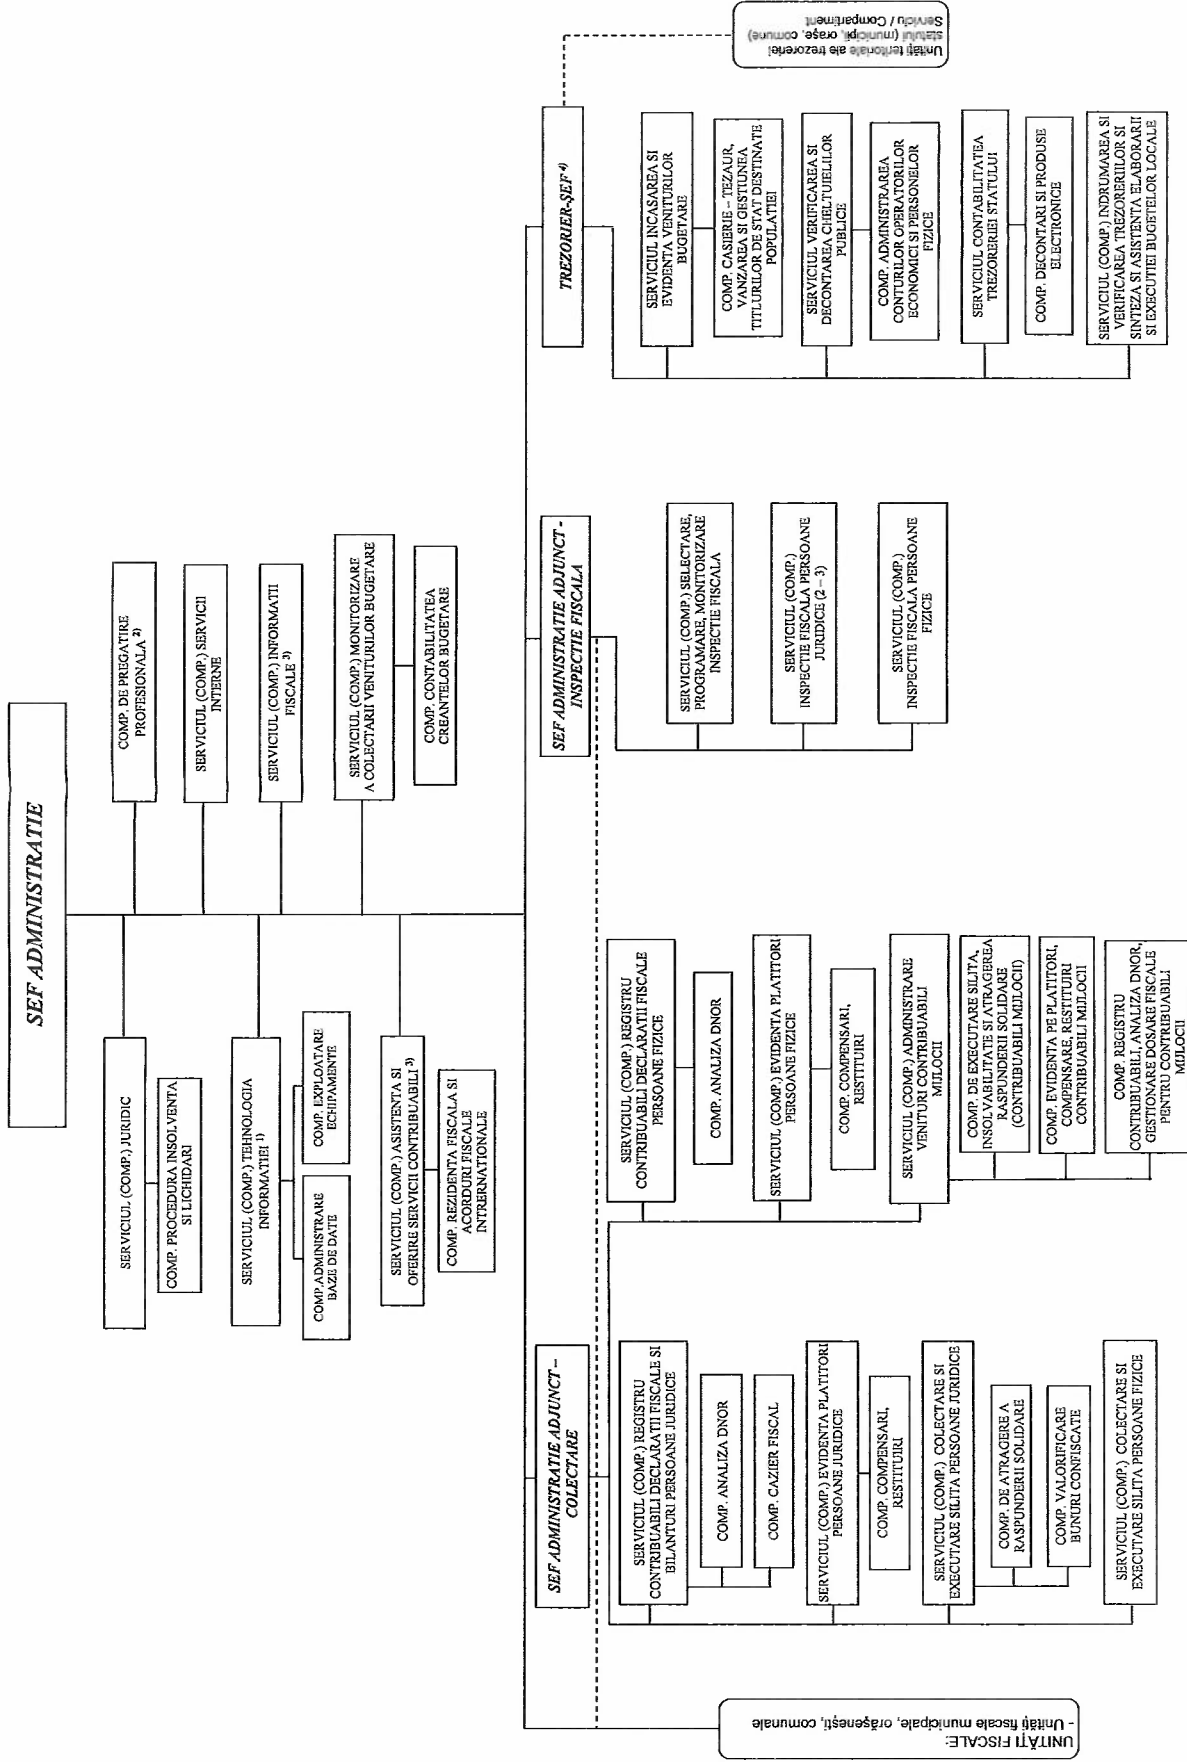 SEF ADMINISTRATIE
SERVICIUL (COMP.) JURIDIC
COMP. PROCEDURA INSOLVENTA
SI LICHIDARI
SERVICIUL (COMP.) TEHNOLOGIA
INFORMATIEI 1)
COMP.ADMINISTRARE
BAZE DE DATE
COMP. EXPLOATARE
ECHIPAMENTE
SERVICIUL (COMP.) ASISTENTA SI
OFERIRE SERVICII CONTRIBUABILI 3)
COMP. REZIDENTA FISCALA SI
ACORDURI FISCALE
INTRERNATIONALE
COMP. DE PREGATIRE
PROFESIONALA 2)
SERVICIUL (COMP.) SERVICII
INTERNE
SERVICIUL (COMP.) INFORMATII
FISCALE 3)
SERVICIUL (COMP.) MONITORIZARE
A COLECTARII VENITURILOR BUGETARE
COMP. CONTABILITATEA
CREANTELOR BUGETARE
UNITĂȚI FISCALE:
- Unități fiscale municipale, orășenești, comunale
SEF ADMINISTRATIE ADJUNCT –
COLECTARE
SERVICIUL (COMP.) REGISTRU
CONTRIBUABILI DECLARATII FISCALE SI
BILANTURI PERSOANE JURIDICE
COMP. ANALIZA DNOR
COMP. CAZIER FISCAL
SERVICIUL (COMP.) EVIDENTA PLATITORI
PERSOANE JURIDICE
COMP. COMPENSARI,
RESTITUIRI
SERVICIUL (COMP.) COLECTARE SI
EXECUTARE SILITA PERSOANE JURIDICE
COMP. DE ATRAGERE A
RASPUNDERII SOLIDARE
COMP. VALORIFICARE
BUNURI CONFISCATE
SERVICIUL (COMP.) COLECTARE SI
EXECUTARE SILITA PERSOANE FIZICE
SERVICIUL (COMP.) REGISTRU
CONTRIBUABILI DECLARATII FISCALE
PERSOANE FIZICE
COMP. ANALIZA DNOR
SERVICIUL (COMP.) EVIDENTA PLATITORI
PERSOANE FIZICE
COMP. COMPENSARI,
RESTITUIRI
SERVICIUL (COMP.) ADMINISTRARE
VENITURI CONTRIBUABILI
MIJLOCII
COMP. DE EXECUTARE SILITA,
INSOLVABILITATE SI ATRAGEREA
RASPUNDERII SOLIDARE
(CONTRIBUABILI MIJLOCII)
COMP. EVIDENTA PE PLATITORI,
COMPENSARE, RESTITUIRI
CONTRIBUABILI MIJLOCII
COMP. REGISTRU
CONTRIBUABILI, ANALIZA DNOR,
GESTIONARE DOSARE FISCALE
PENTRU CONTRIBUABILI
MIJLOCII
SEF ADMINISTRATIE ADJUNCT -
INSPECTIE FISCALA
SERVICIUL (COMP.) SELECTARE,
PROGRAMARE, MONITORIZARE
INSPECTIE FISCALA
SERVICIUL (COMP.)
INSPECTIE FISCALA PERSOANE
JURIDICE (2 – 3)
SERVICIUL (COMP.)
INSPECTIE FISCALA PERSOANE
FIZICE
TREZORIER-ȘEF 4)
SERVICIUL INCASAREA SI
EVIDENTA VENITURILOR
BUGETARE
COMP. CASIERIE – TEZAUR,
VANZAREA SI GESTIUNEA
TITLURILOR DE STAT DESTINATE
POPULATIEI
SERVICIUL VERIFICAREA SI
DECONTAREA CHELTUIELILOR
PUBLICE
COMP. ADMINISTRAREA
CONTURILOR OPERATORILOR
ECONOMICI SI PERSONELOR
FIZICE
SERVICIUL CONTABILITATEA
TREZORERIEI STATULUI
COMP. DECONTARI SI PRODUSE
ELECTRONICE
SERVICIUL (COMP.) INDRUMAREA SI
VERIFICAREA TREZORERIILOR SI
SINTEZA SI ASISTENTA ELABORARII
SI EXECUTIEI BUGETELOR LOCALE
Unități teritoriale ale trezoreriei
statului (municipii, orașe, comune)
Serviciu / Compartiment